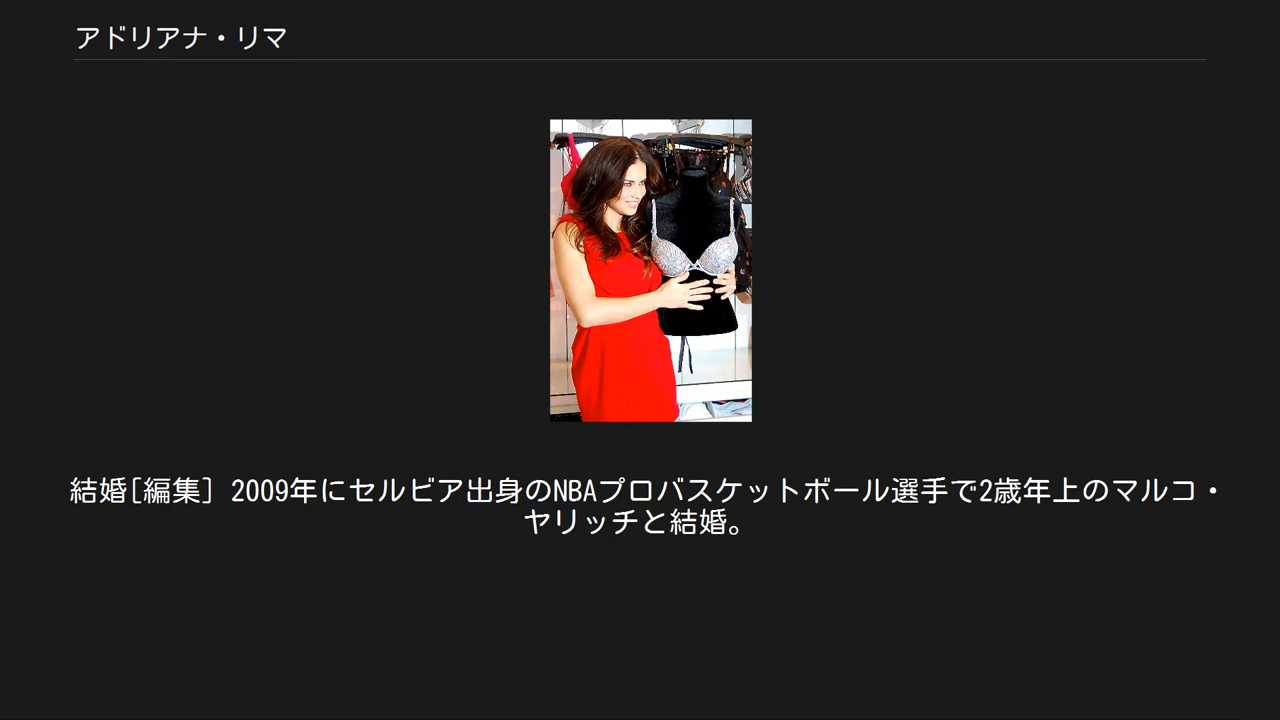 アドリアナ・リマ
結婚[編集] 2009年にセルビア出身のNBAプロバスケットボール選手で2歳年上のマルコ・
ヤリッチと結婚。